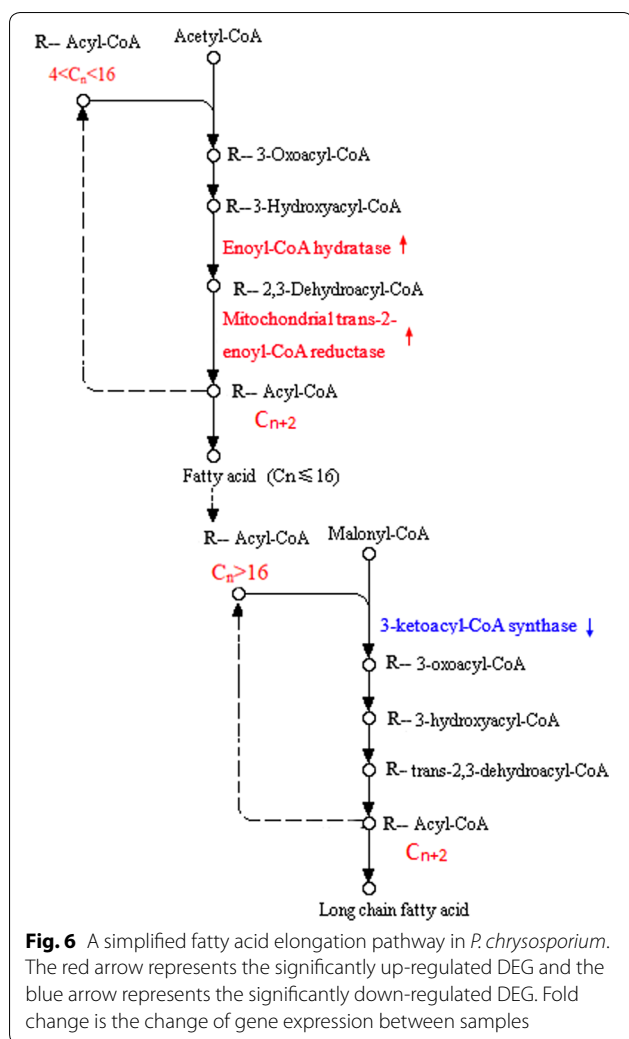 R-- Acyl-CoA
Acetyl-CoA
4<Cn<16
R-- 3-Oxoacyl-CoA
R--3-Hydroxyacyl-CoA
Enoyl-CoA hydratase ↑
R-- 2,3-Dehydroacyl-CoA
Mitochondrial trans-2-
enoyl-CoA reductase ↑
R-- Acyl-CoA
Cn+2
Fatty acid (Cn≤16)
R-- Acyl-CoA
Malonyl-CoA
Cn>16
3-ketoacyl-CoA synthase ↓
R-- 3-oxoacyl-CoA
R-- 3-hydroxyacyl-CoA
R- trans-2,3-dehydroacyl-CoA
R-- Acyl-CoA
Cn+2
Long chain fatty acid
Fig. 6 A simplified fatty acid elongation pathway in P. chrysosporium.
The red arrow represents the significantly up-regulated DEG and the
blue arrow represents the significantly down-regulated DEG. Fold
change is the change of gene expression between samples